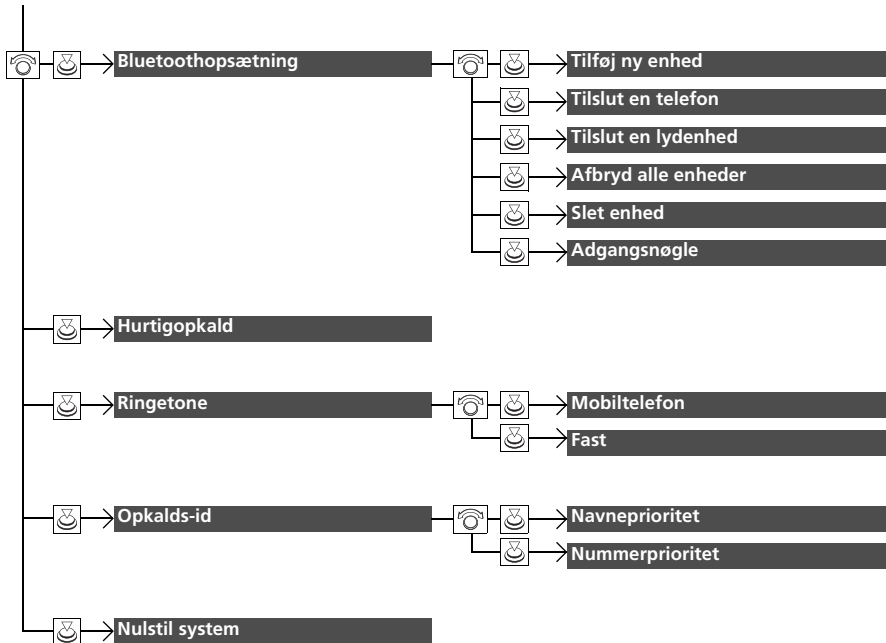 Bluetoothopsætning
Tilføj ny enhed
Tilslut en telefon
Tilslut en lydenhed
Afbryd alle enheder
Slet enhed
Adgangsnøgle
Hurtigopkald
Ringetone
Mobiltelefon
Fast
Opkalds-id
Navneprioritet
Nummerprioritet
Nulstil system